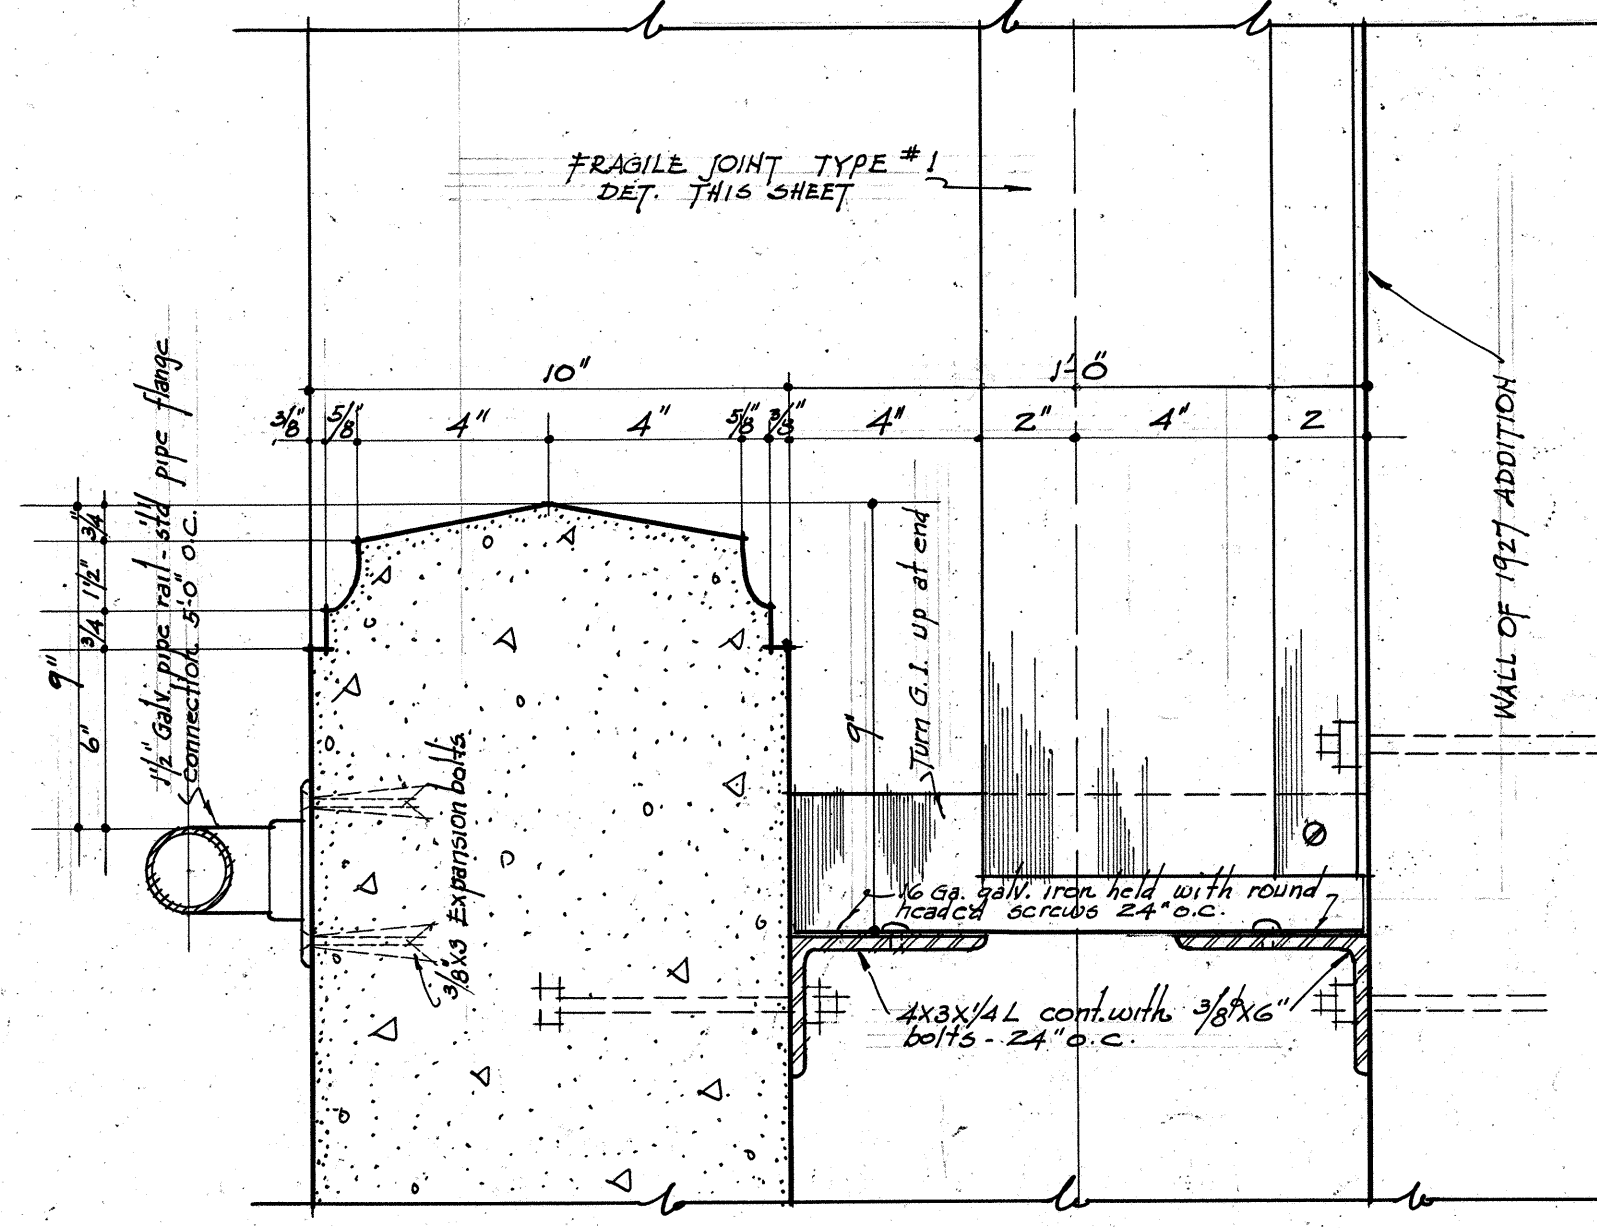 FRAGILE JOINT TYPE #1
DET. THIS SHEET
10"
1'-0"
3/8"
5/8"
4"
4"
5/8"
3/8"
4"
2"
4"
2
3/4"
1 1/2"
3/4
9"
6"
1 1/2" Galv. pipe rail - std pipe flange
connection 5'-0" O.C.
3/8"X3 Expansion bolts.
9"
Turn G.I. up at end
WALL OF 1927 ADDITION
16 Ga. galv. iron held with round
headed screws 24" o.c.
4X3X1/4 L cont. with 3/8"φX6"
bolts - 24" o.c.